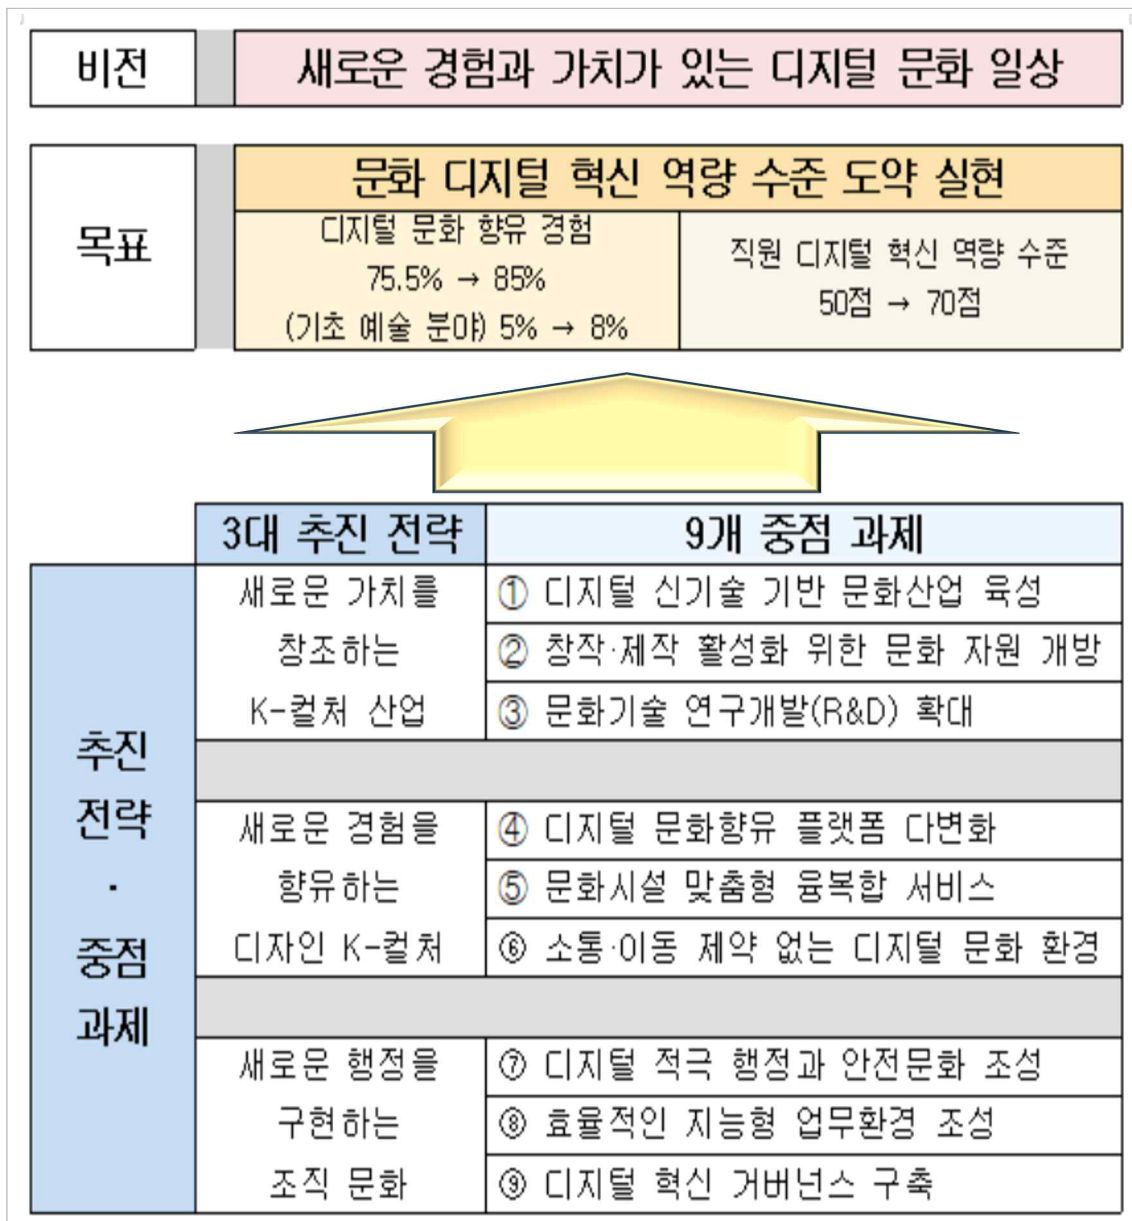 비전
새로운 경험과 가치가 있는 디지털 문화 일상
목표
문화 디지털 혁신 역량 수준 도약 실현
디지털 문화 향유 경험
75.5% → 85%
(기초 예술 분야) 5% → 8%
직원 디지털 혁신 역량 수준
50점 → 70점
3대 추진 전략
9개 중점 과제
추진
전략
·
중점
과제
새로운 가치를
창조하는
K-컬처 산업
① 디지털 신기술 기반 문화산업 육성
② 창작·제작 활성화 위한 문화 자원 개방
③ 문화기술 연구개발(R&D) 확대
새로운 경험을
향유하는
디자인 K-컬처
④ 디지털 문화향유 플랫폼 다변화
⑤ 문화시설 맞춤형 융복합 서비스
⑥ 소통·이동 제약 없는 디지털 문화 환경
새로운 행정을
구현하는
조직 문화
⑦ 디지털 적극 행정과 안전문화 조성
⑧ 효율적인 지능형 업무환경 조성
⑨ 디지털 혁신 거버넌스 구축